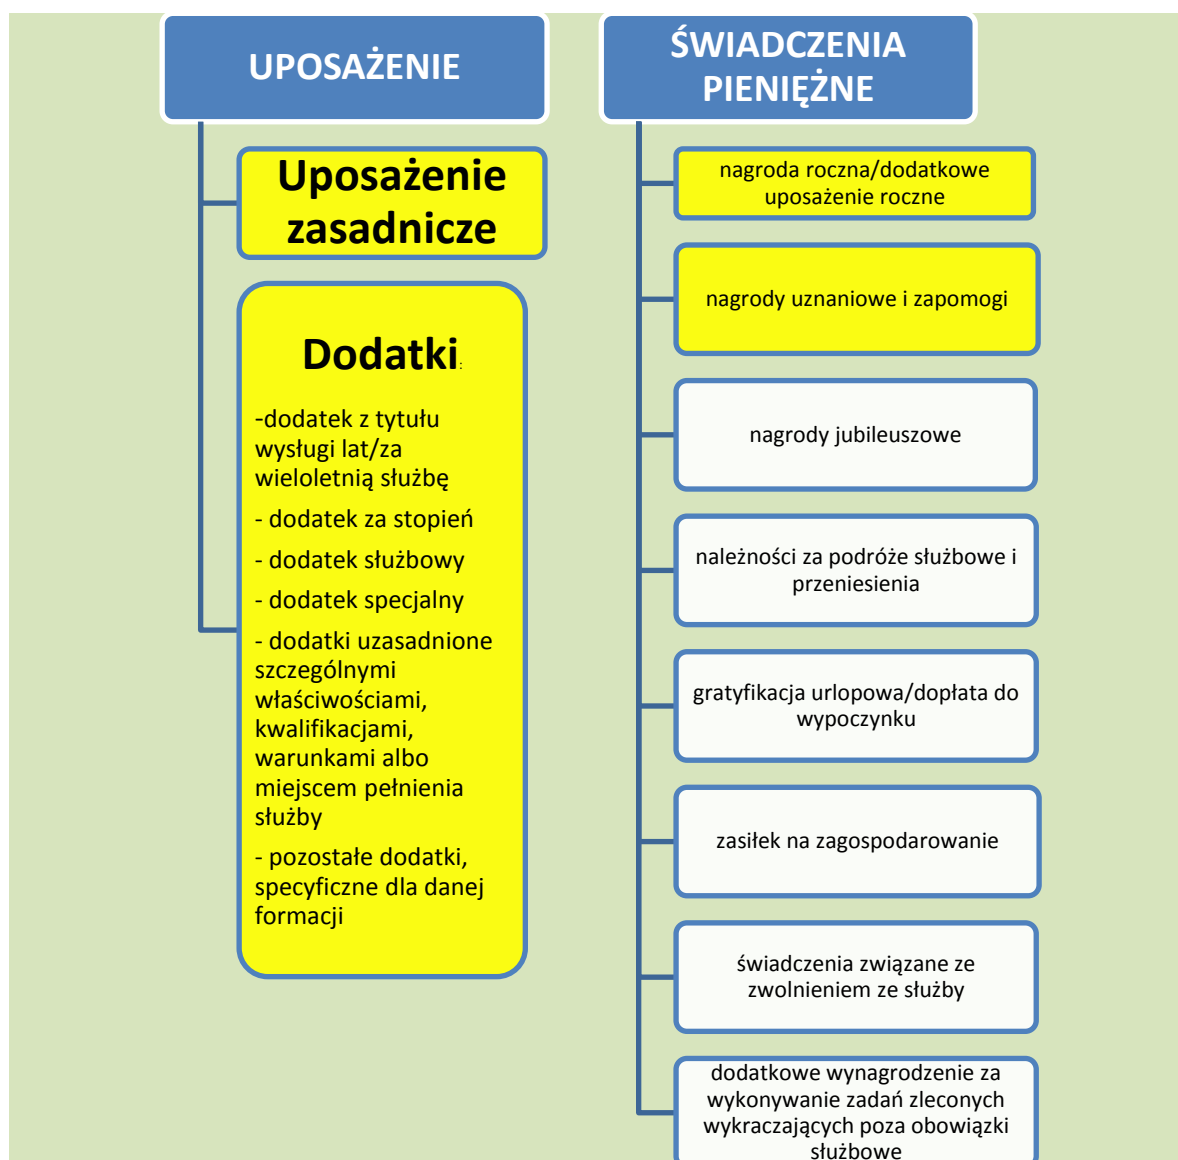 UPOSAŻENIE
Uposażenie
zasadnicze
Dodatki:
-dodatek z tytułu
wysługi lat/za
wieloletnią służbę
- dodatek za stopień
- dodatek służbowy
- dodatek specjalny
- dodatki uzasadnione
szczególnymi
właściwościami,
kwalifikacjami,
warunkami albo
miejscem pełnienia
służby
- pozostałe dodatki,
specyficzne dla danej
formacji
ŚWIADCZENIA
PIENIĘŻNE
nagroda roczna/dodatkowe
uposażenie roczne
nagrody uznaniowe i zapomogi
nagrody jubileuszowe
należności za podróże służbowe i
przeniesienia
gratyfikacja urlopowa/dopłata do
wypoczynku
zasiłek na zagospodarowanie
świadczenia związane ze
zwolnieniem ze służby
dodatkowe wynagrodzenie za
wykonywanie zadań zleconych
wykraczających poza obowiązki
służbowe